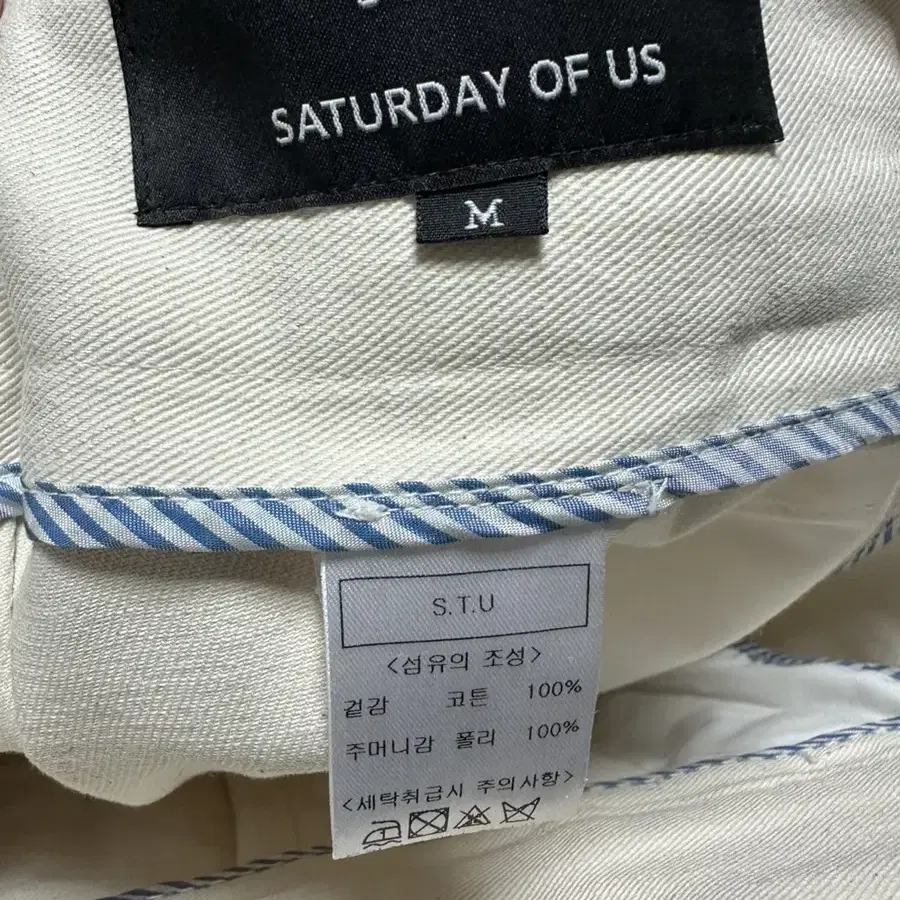 SATURDAY OF US
M
S.T.U
<섬유의 조성>
겉감 코튼 100%
주머니감 폴리 100%
<세탁취급시 주의사항>